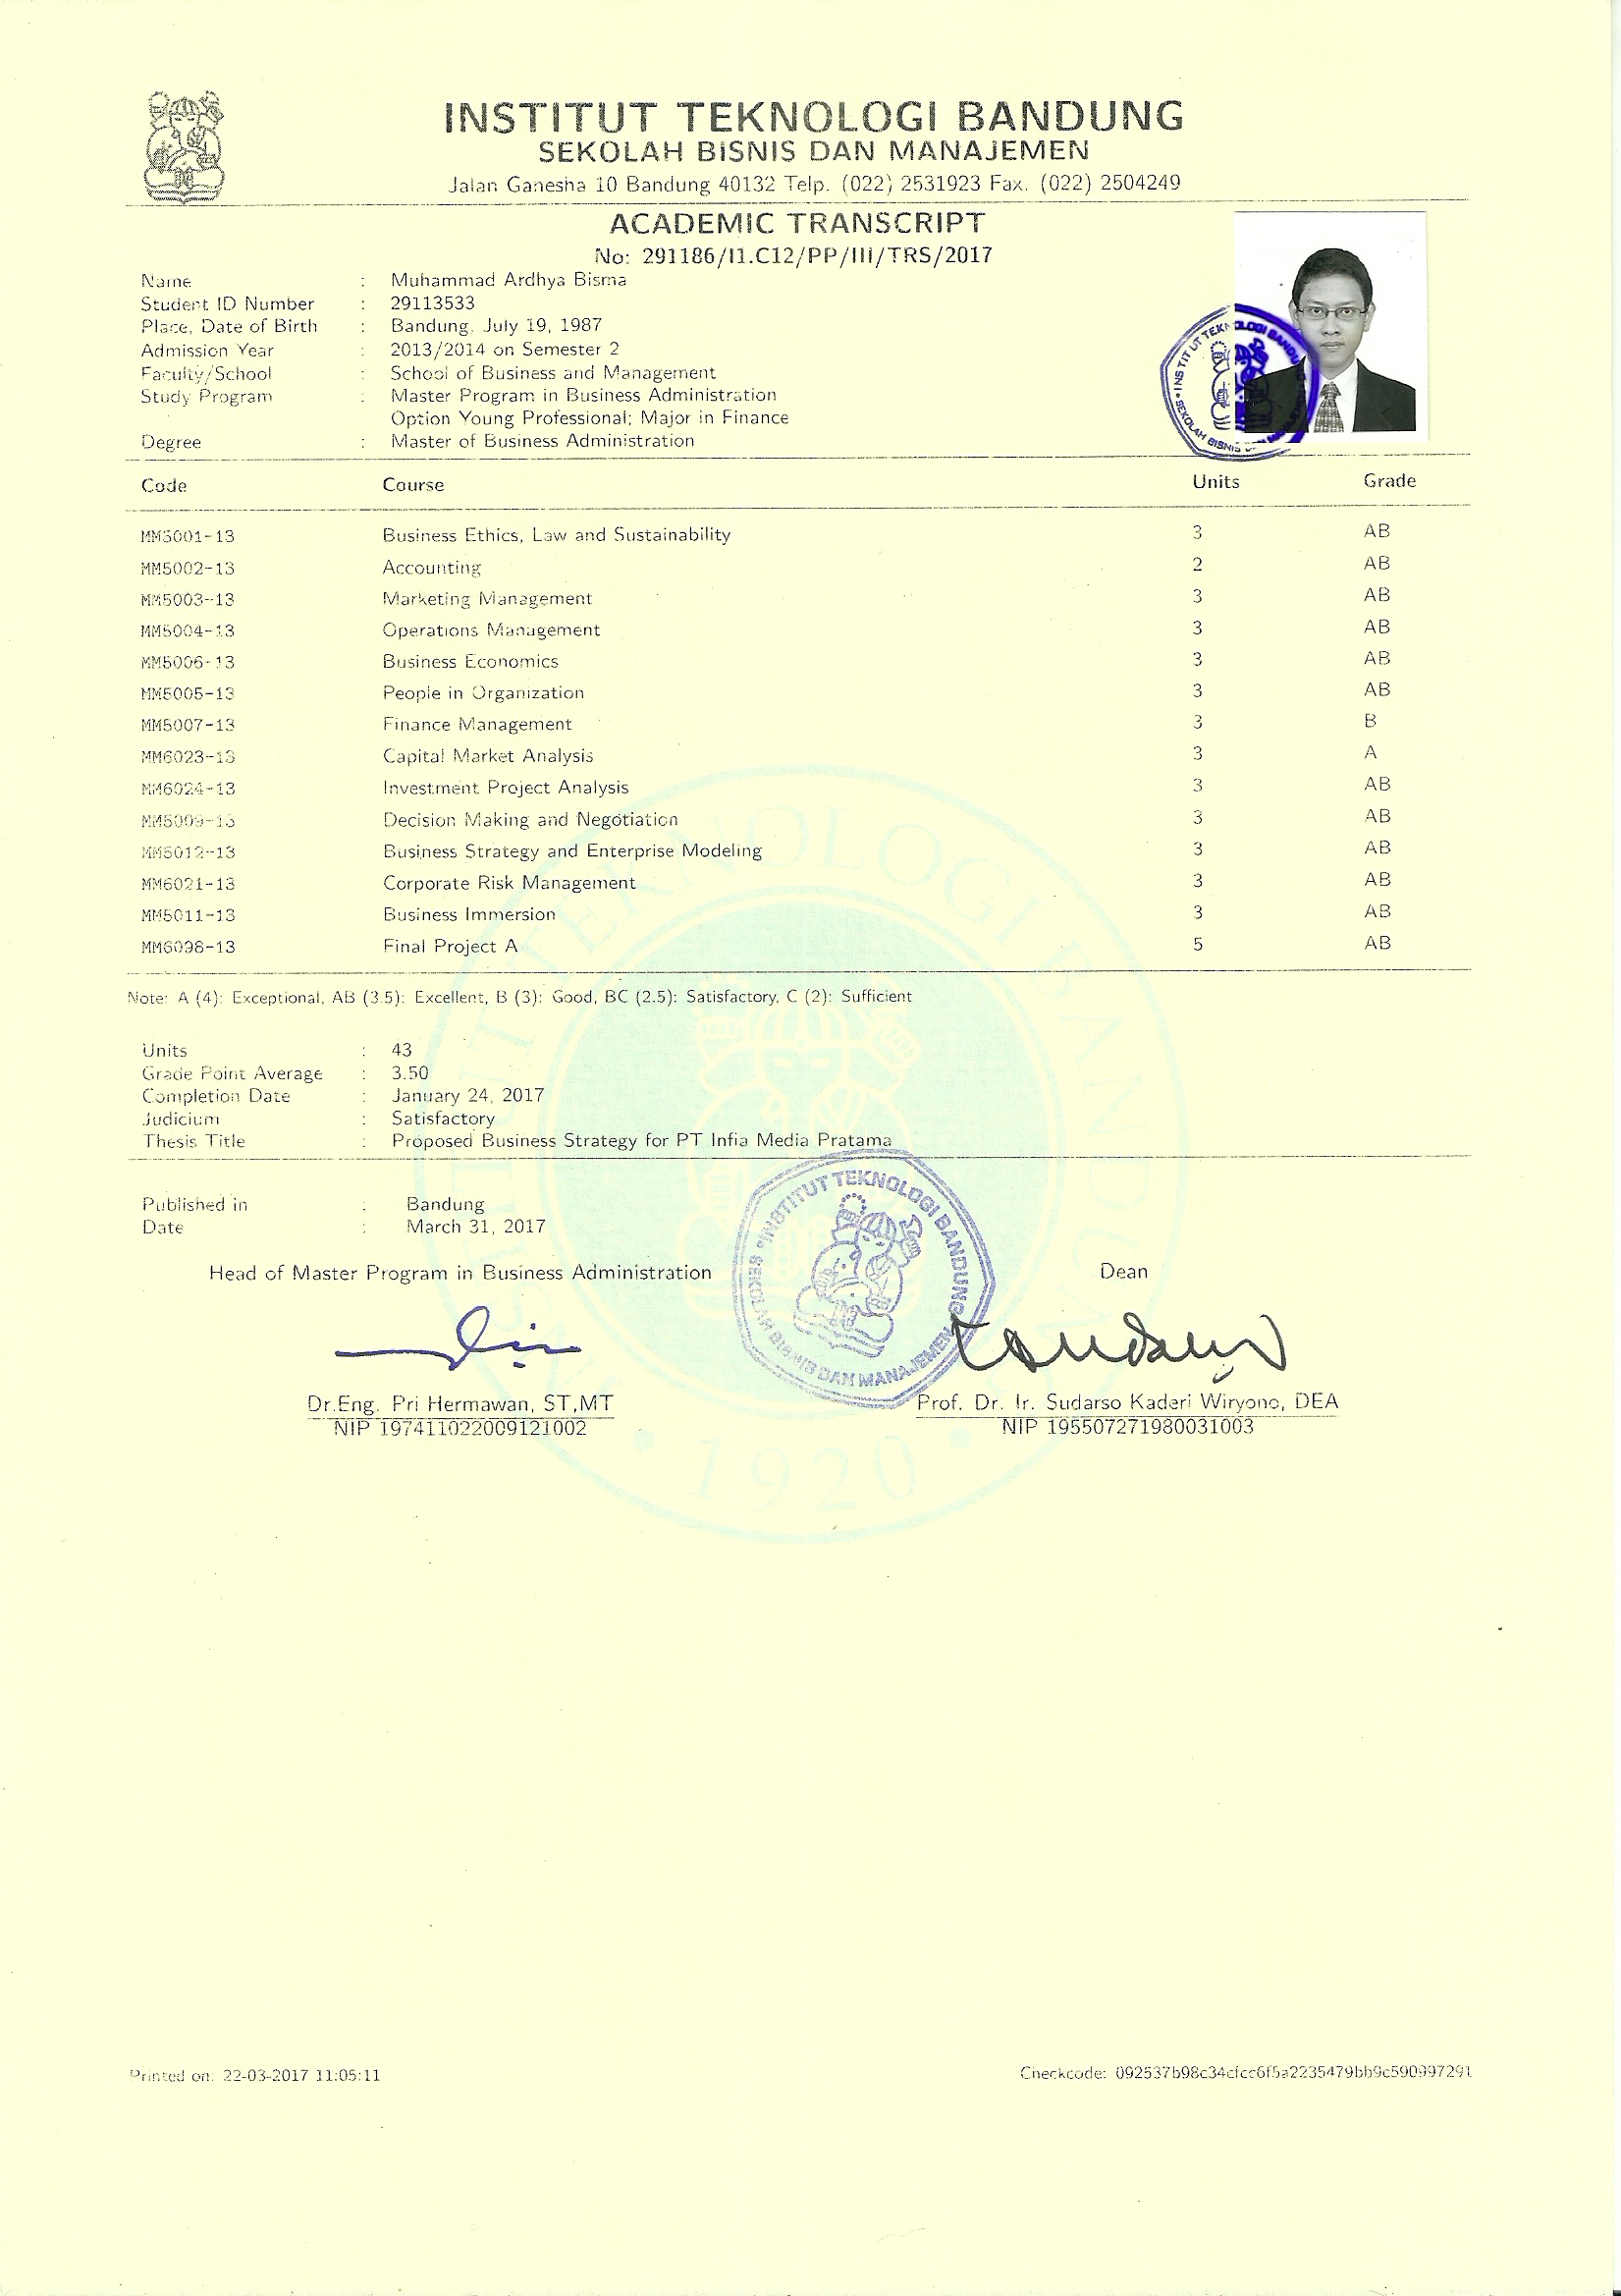 INSTITUT TEKNOLOGI BANDUNG
SEKOLAH BISNIS DAN MANAJEMEN
Jalan Ganesha 10 Bandung 40132 Telp. (022) 2531923 Fax. (022) 2504249
ACADEMIC TRANSCRIPT
No: 291186/I1.C12/PP/III/TRS/2017
Name : Muhammad Ardhya Bisma
Student ID Number : 29113533
Place, Date of Birth : Bandung, July 19, 1987
Admission Year : 2013/2014 on Semester 2
Faculty/School : School of Business and Management
Study Program : Master Program in Business Administration
Option Young Professional; Major in Finance
Degree : Master of Business Administration
INSTITUT TEKNOLOGI BANDUNG
SEKOLAH BISNIS
Code Course Units Grade
MM5001-13 Business Ethics, Law and Sustainability 3 AB
MM5002-13 Accounting 2 AB
MM5003-13 Marketing Management 3 AB
MM5004-13 Operations Management 3 AB
MM5006-13 Business Economics 3 AB
MM5005-13 People in Organization 3 AB
MM5007-13 Finance Management 3 B
MM6023-13 Capital Market Analysis 3 A
MM6024-13 Investment Project Analysis 3 AB
MM5009-13 Decision Making and Negotiation 3 AB
MM5012-13 Business Strategy and Enterprise Modeling 3 AB
MM6021-13 Corporate Risk Management 3 AB
MM5011-13 Business Immersion 3 AB
MM6098-13 Final Project A 5 AB
Note: A (4): Exceptional, AB (3.5): Excellent, B (3): Good, BC (2.5): Satisfactory, C (2): Sufficient
Units : 43
Grade Point Average : 3.50
Completion Date : January 24, 2017
Judicium : Satisfactory
Thesis Title : Proposed Business Strategy for PT Infia Media Pratama
Published in : Bandung
Date : March 31, 2017
INSTITUT TEKNOLOGI BANDUNG
SEKOLAH BISNIS DAN MANAJEMEN
Head of Master Program in Business Administration Dean
Dr.Eng. Pri Hermawan, ST,MT Prof. Dr. Ir. Sudarso Kaderi Wiryono, DEA
NIP 197411022009121002 NIP 195507271980031003
INSTITUT TEKNOLOGI BANDUNG
1920
Printed on: 22-03-2017 11:05:11 Checkcode: